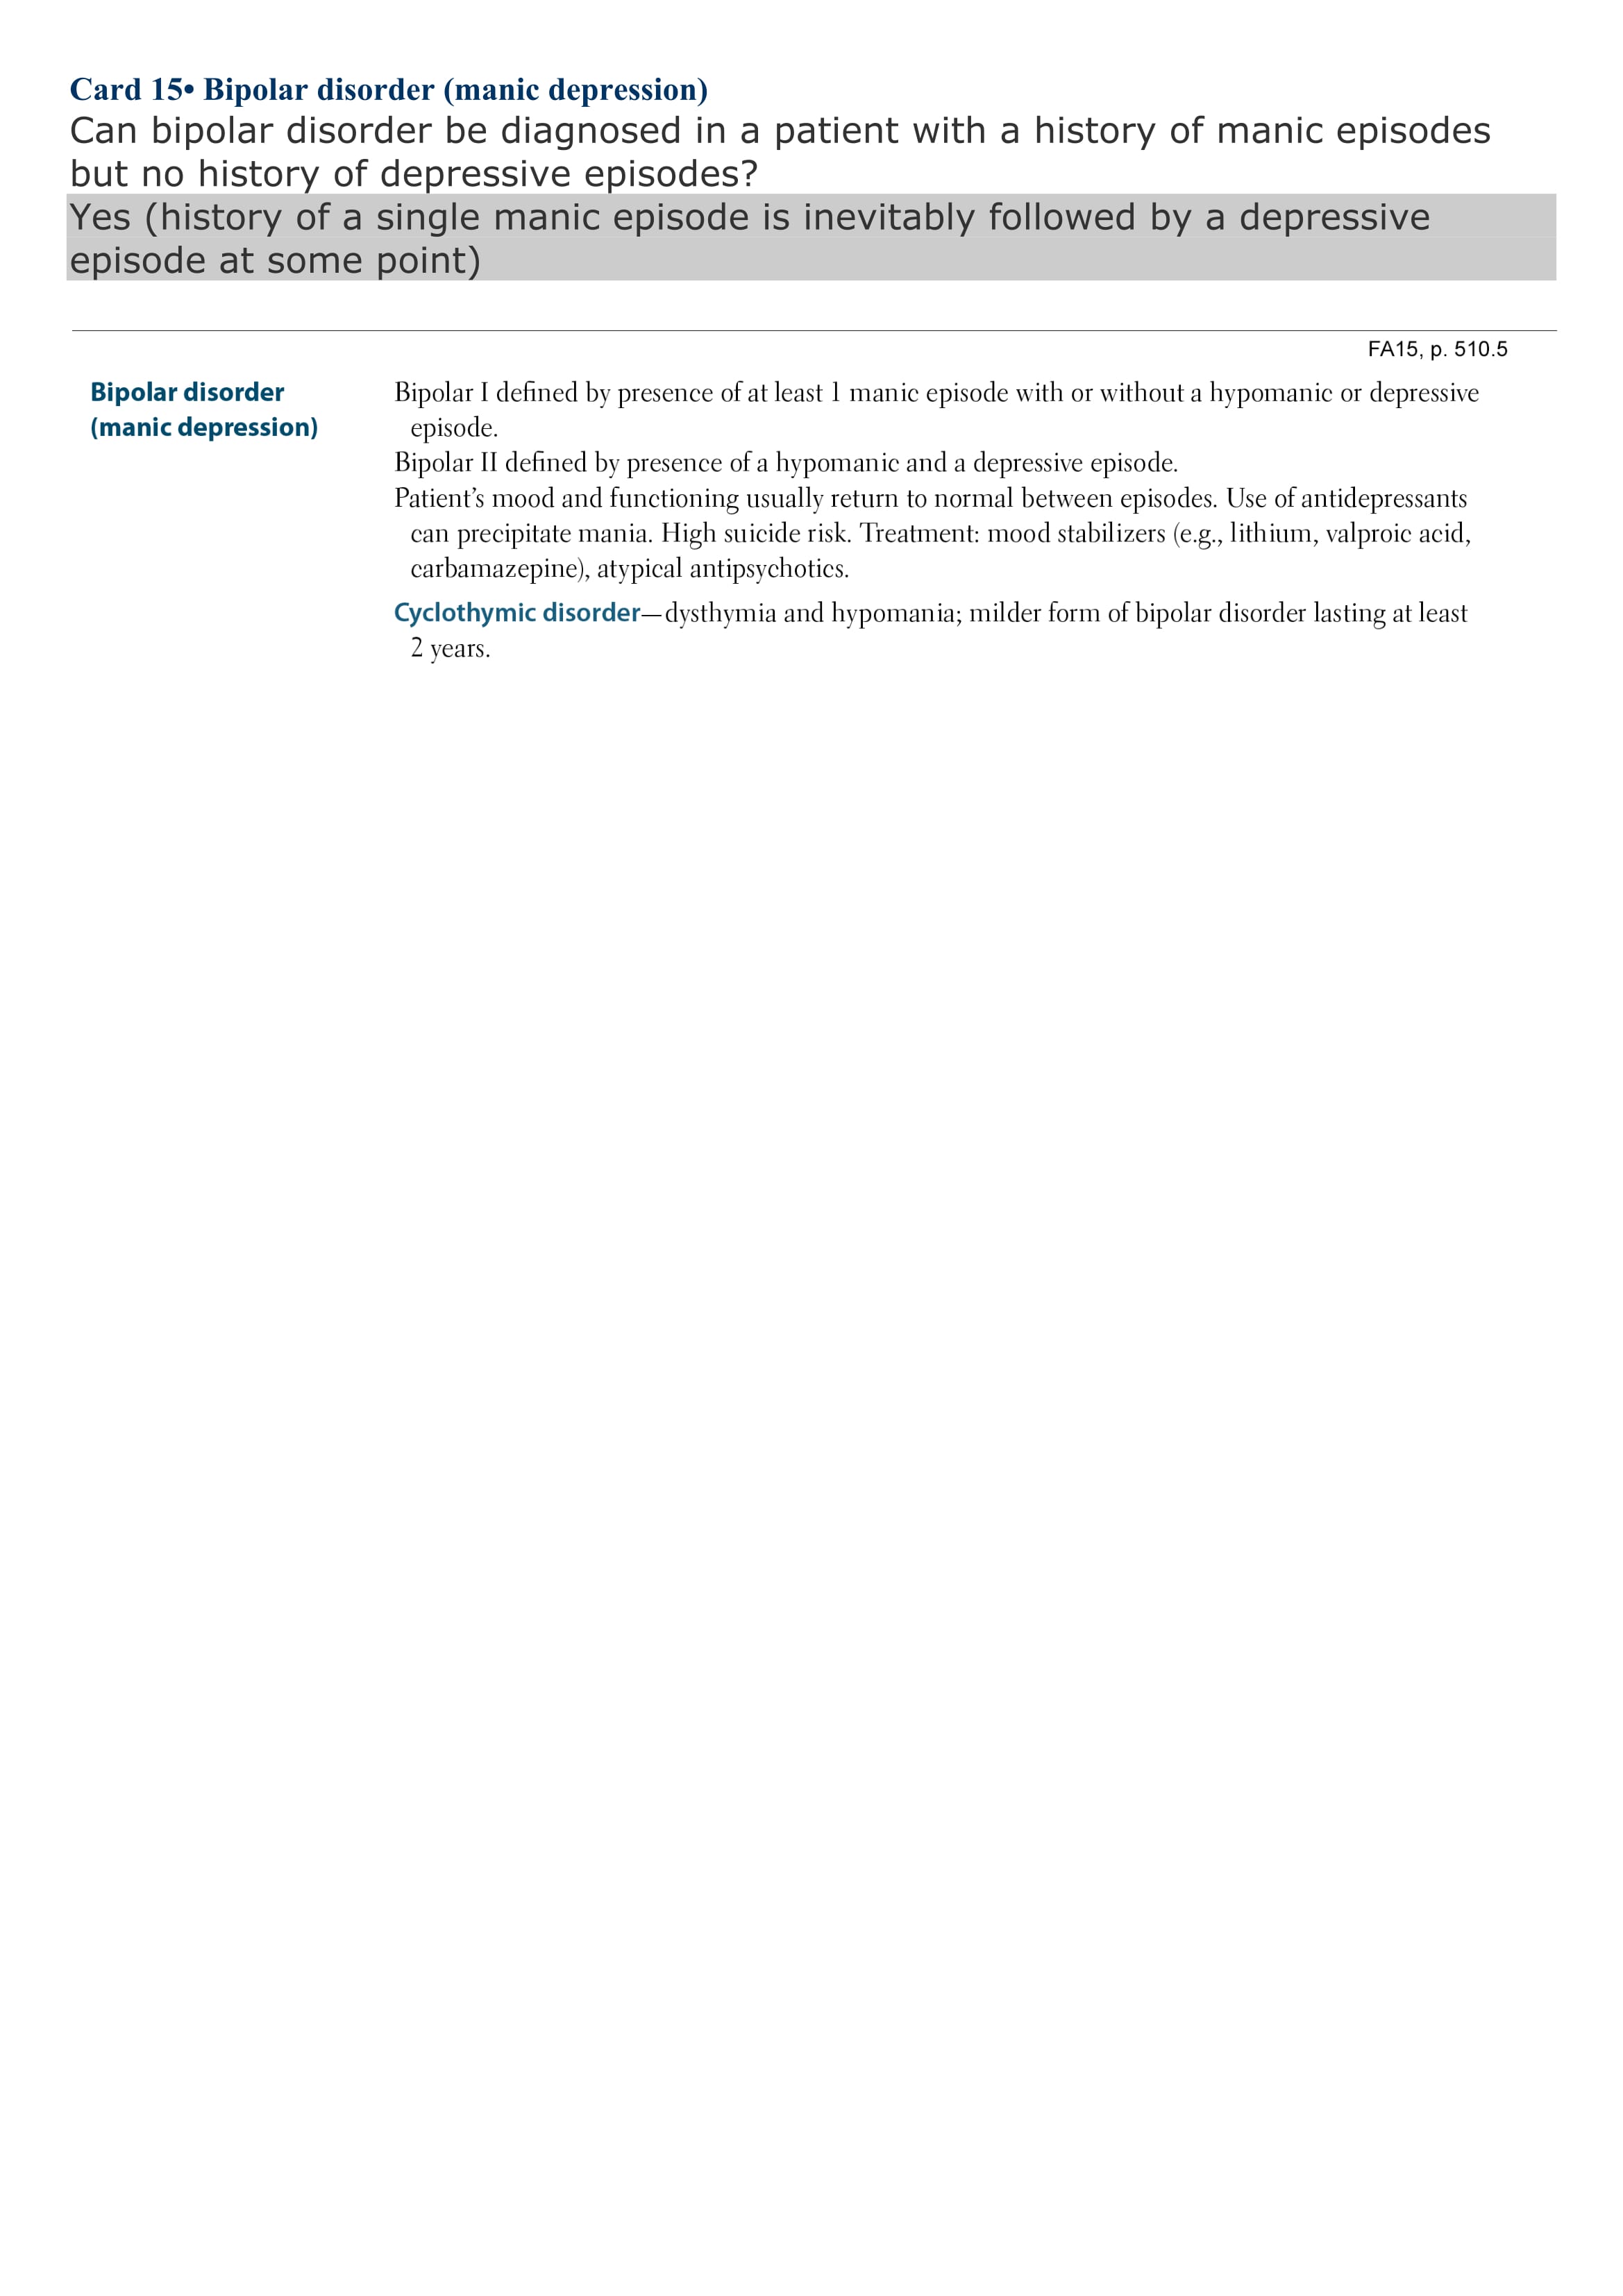 Card 15• Bipolar disorder (manic depression)
Can bipolar disorder be diagnosed in a patient with a history of manic episodes
but no history of depressive episodes?
Yes (history of a single manic episode is inevitably followed by a depressive
episode at some point)
FA15, p. 510.5
Bipolar disorder
(manic depression)
Bipolar I defined by presence of at least 1 manic episode with or without a hypomanic or depressive
episode.
Bipolar II defined by presence of a hypomanic and a depressive episode.
Patient’s mood and functioning usually return to normal between episodes. Use of antidepressants
can precipitate mania. High suicide risk. Treatment: mood stabilizers (e.g., lithium, valproic acid,
carbamazepine), atypical antipsychotics.
Cyclothymic disorder—dysthymia and hypomania; milder form of bipolar disorder lasting at least
2 years.